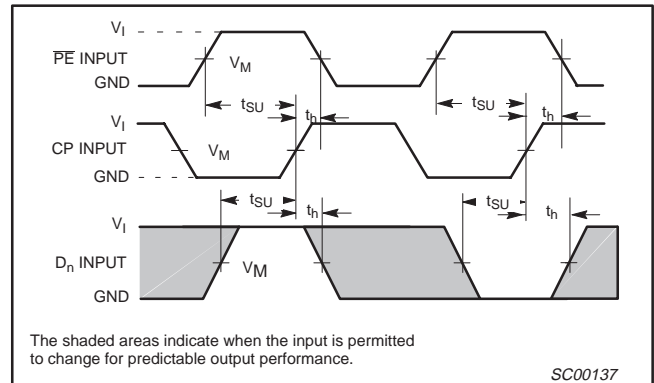 V_I
P̅E̅ INPUT
V_M
GND
t_SU
t_h
t_SU
t_h
V_I
CP INPUT
V_M
GND
t_SU
t_h
t_SU
t_h
V_I
D_n INPUT
V_M
GND
The shaded areas indicate when the input is permitted
to change for predictable output performance.
SC00137